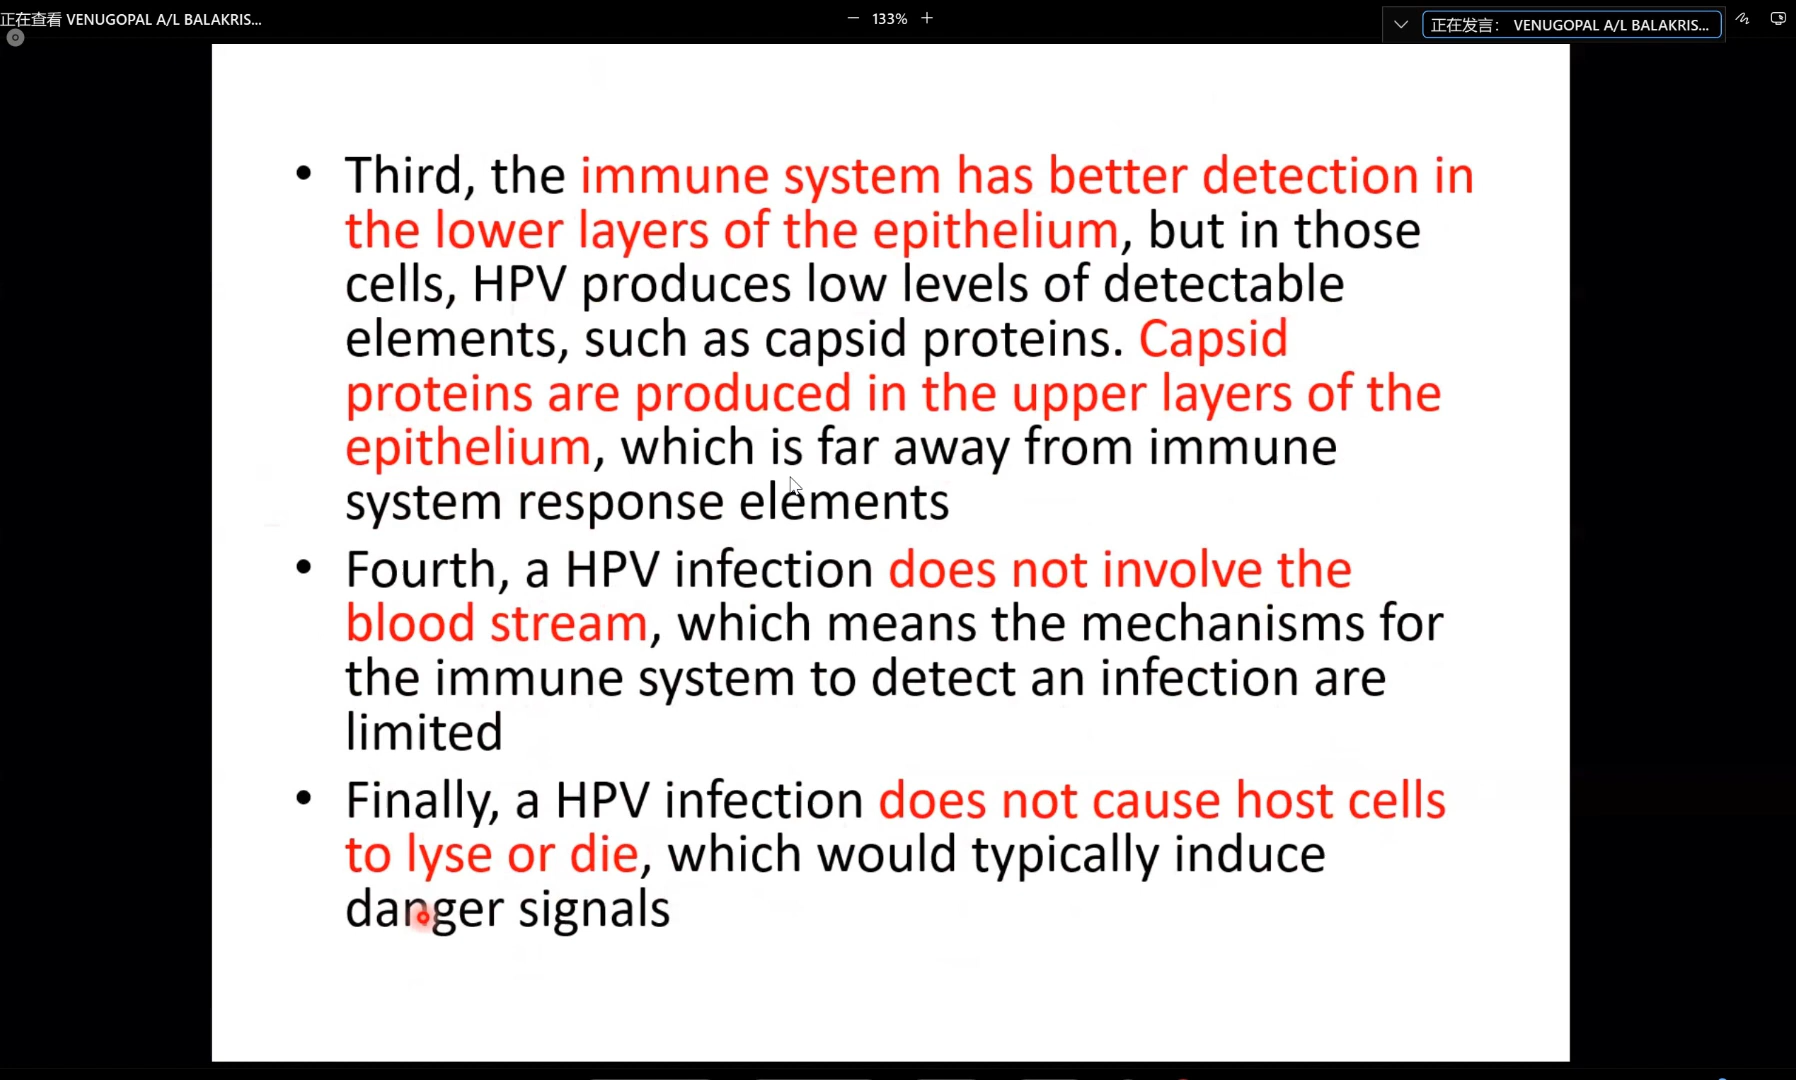 正在查看 VENUGOPAL A/L BALAKRIS...
133%
正在发言： VENUGOPAL A/L BALAKRIS...
• Third, the immune system has better detection in
the lower layers of the epithelium, but in those
cells, HPV produces low levels of detectable
elements, such as capsid proteins. Capsid
proteins are produced in the upper layers of the
epithelium, which is far away from immune
system response elements
• Fourth, a HPV infection does not involve the
blood stream, which means the mechanisms for
the immune system to detect an infection are
limited
• Finally, a HPV infection does not cause host cells
to lyse or die, which would typically induce
danger signals